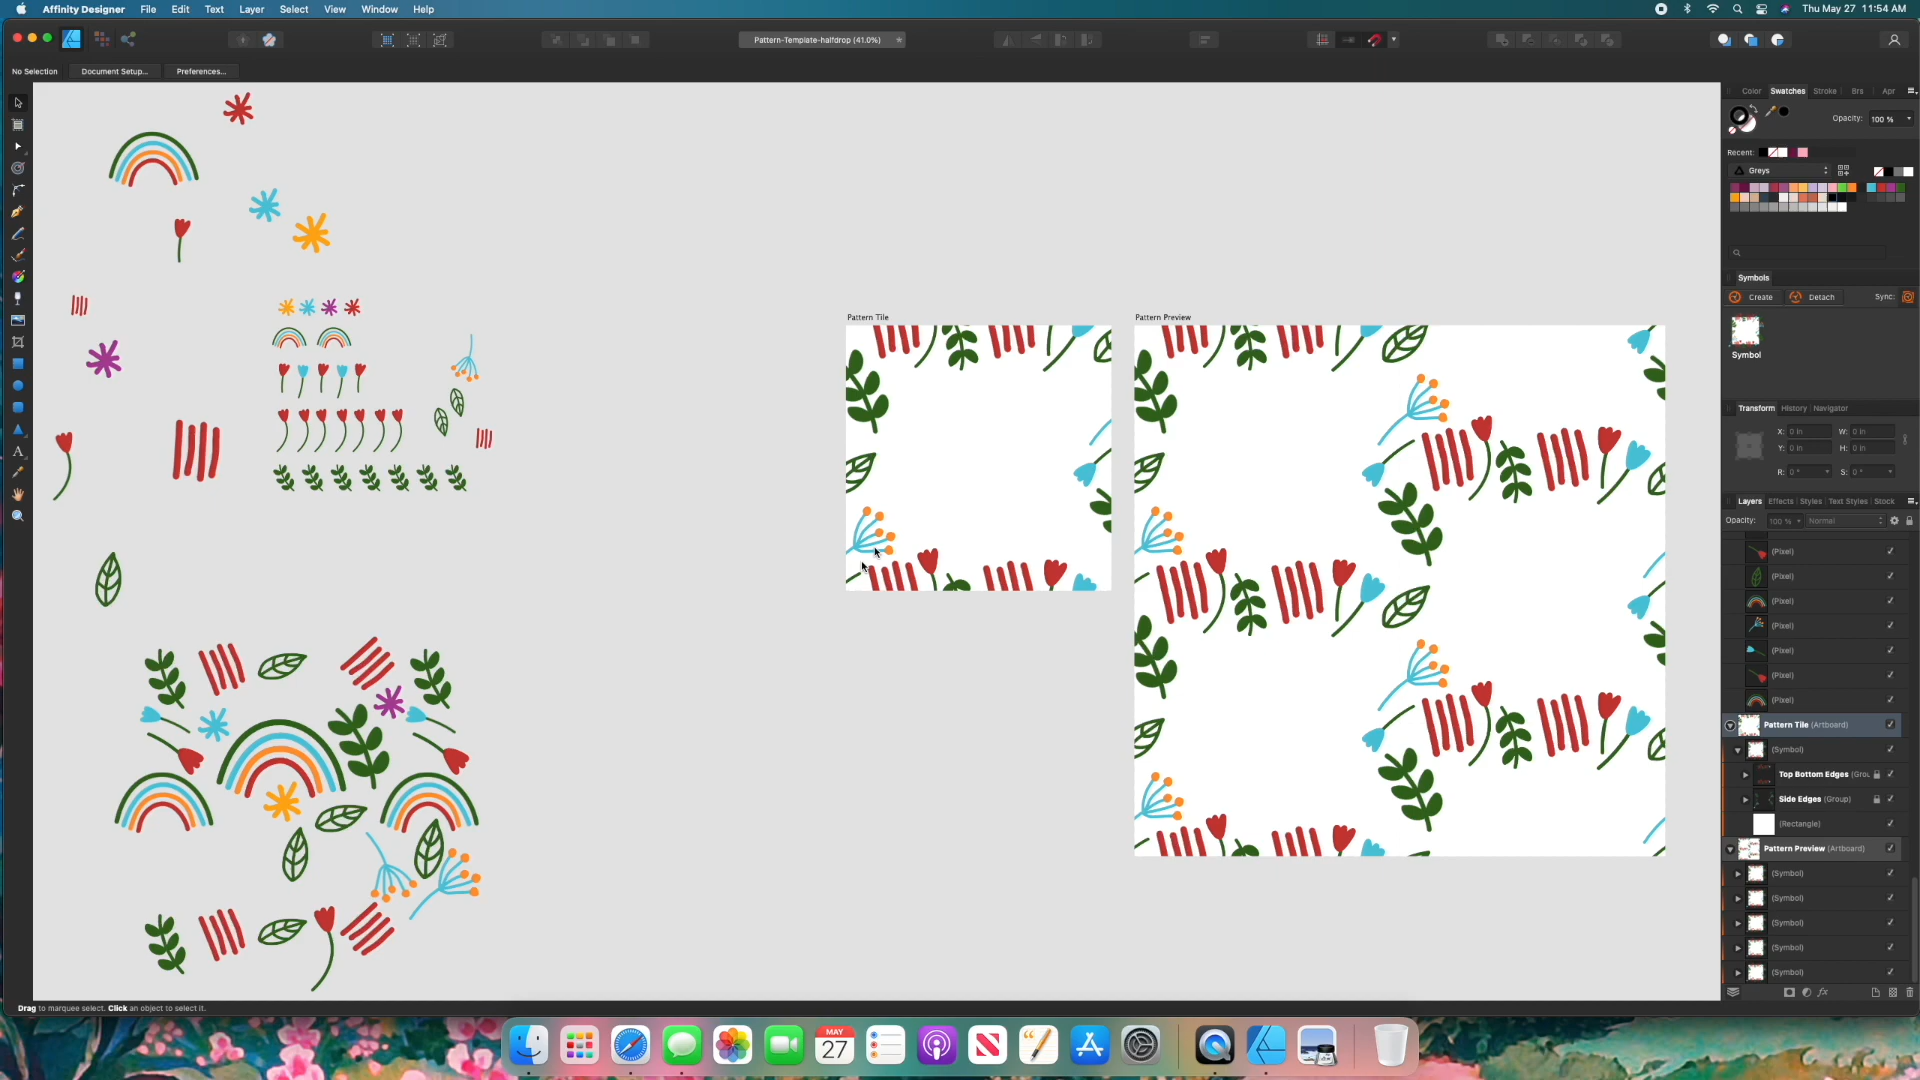 Affinity Designer File Edit Text Layer Select View Window Help
Thu May 27 11:54 AM
Pattern-Template-halfdrop (41.0%)
No Selection Document Setup... Preferences...
Color Swatches Stroke Brs Apr
Opacity: 100 %
Recent:
Greys
Symbols
Create Detach Sync:
Symbol
Transform History Navigator
X: 0 in W: 0 in
Y: 0 in H: 0 in
R: 0 ° S: 0 °
Layers Effects Styles Text Styles Stock
Opacity: 100 % Normal
(Pixel)
(Pixel)
(Pixel)
(Pixel)
(Pixel)
(Pixel)
(Pixel)
Pattern Tile (Artboard)
(Symbol)
Top Bottom Edges (Grou
Side Edges (Group)
(Rectangle)
Pattern Preview (Artboard)
(Symbol)
(Symbol)
(Symbol)
(Symbol)
(Symbol)
Pattern Tile
Pattern Preview
Drag to marquee select. Click an object to select it.
MAY
27